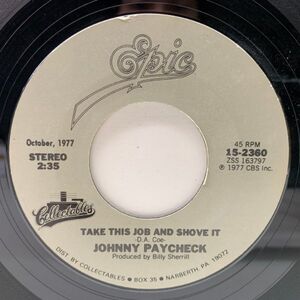 Epic
October, 1977
STEREO
2:35
45 RPM
15-2360
ZSS 163797
℗ 1977 CBS Inc.
Collectables
TAKE THIS JOB AND SHOVE IT
-D.A. Coe-
JOHNNY PAYCHECK
Produced by Billy Sherrill
DIST. BY COLLECTABLES • BOX 35 • NARBERTH, PA 19072